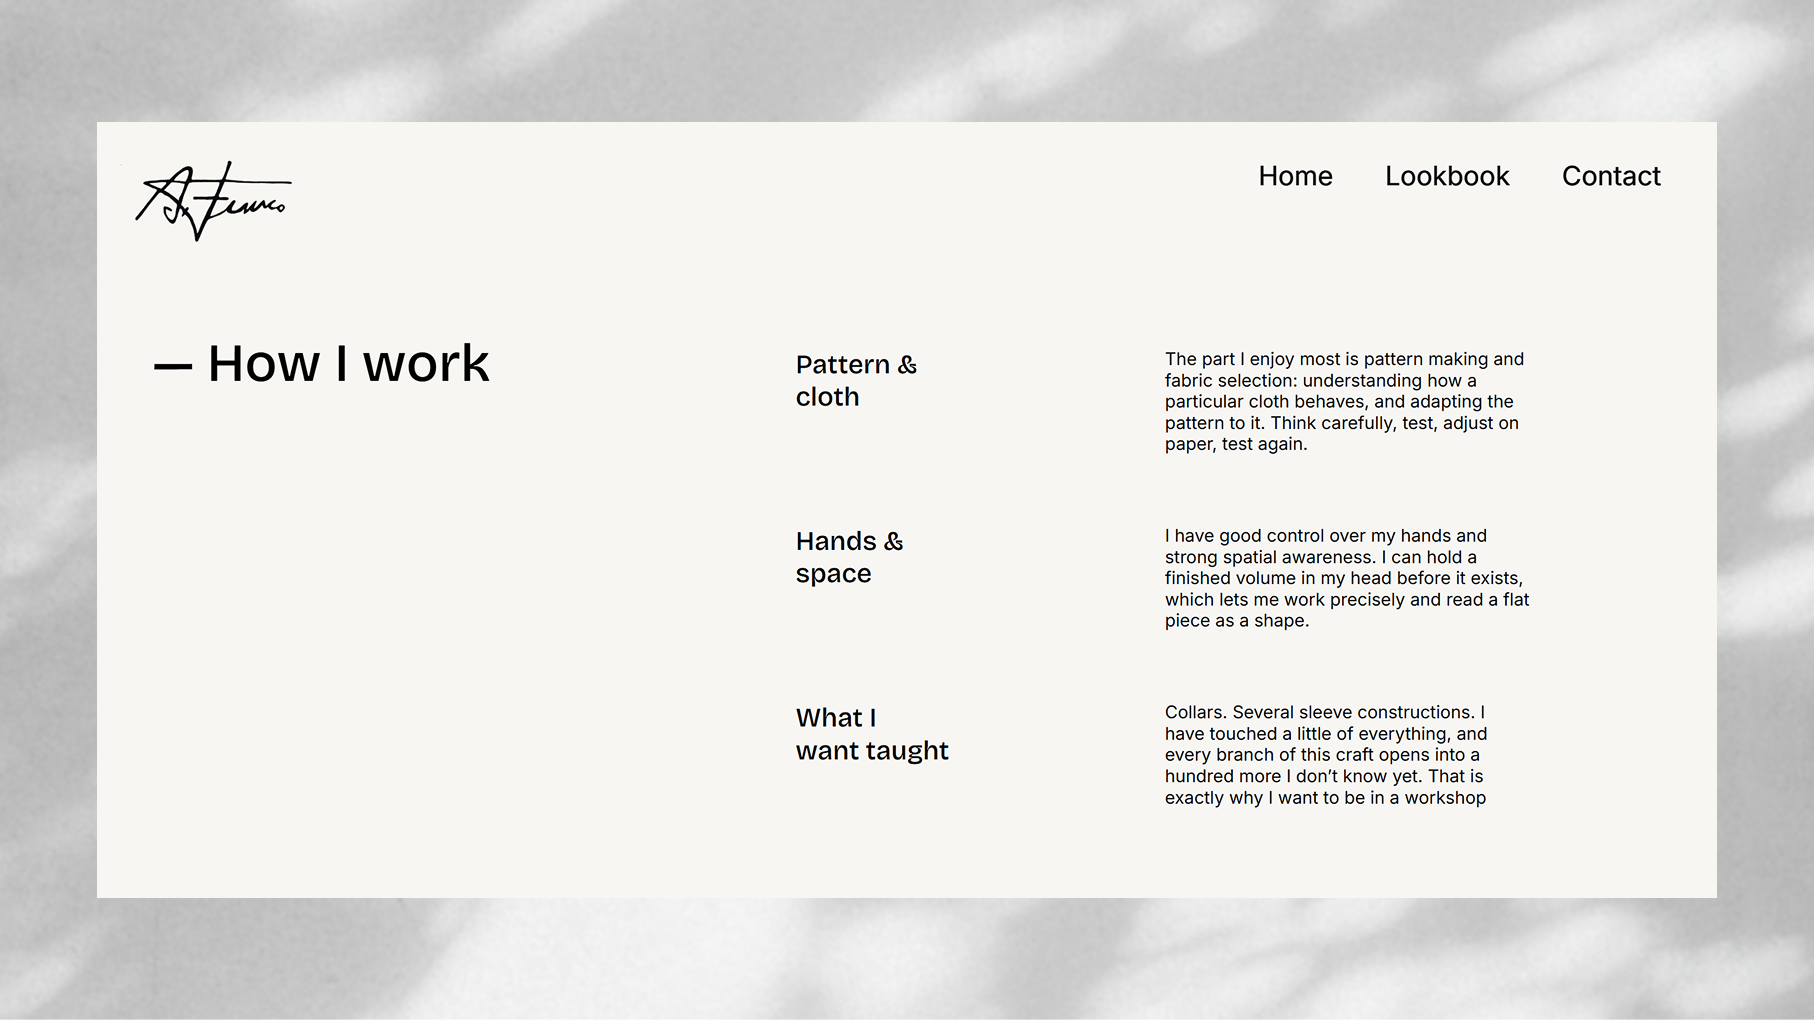 Home Lookbook Contact
— How I work
Pattern &
cloth
The part I enjoy most is pattern making and
fabric selection: understanding how a
particular cloth behaves, and adapting the
pattern to it. Think carefully, test, adjust on
paper, test again.
Hands &
space
I have good control over my hands and
strong spatial awareness. I can hold a
finished volume in my head before it exists,
which lets me work precisely and read a flat
piece as a shape.
What I
want taught
Collars. Several sleeve constructions. I
have touched a little of everything, and
every branch of this craft opens into a
hundred more I don’t know yet. That is
exactly why I want to be in a workshop